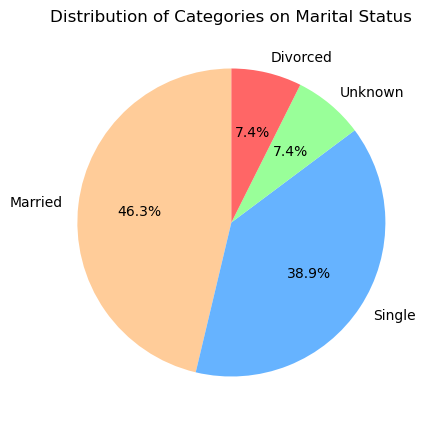 Distribution of Categories on Marital Status
Divorced
Unknown
7.4%
7.4%
Married
46.3%
38.9%
Single